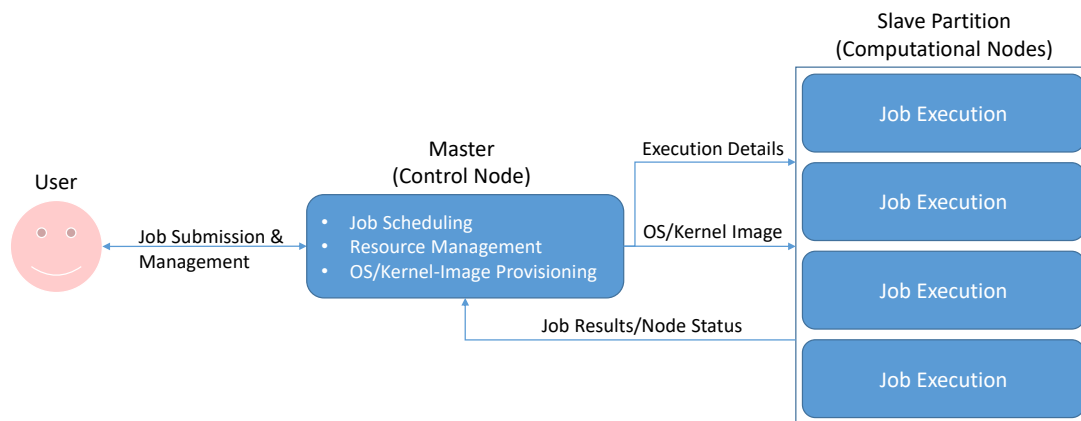 Slave Partition
(Computational Nodes)
Job Execution
Execution Details
Master
(Control Node)
User
• Job Scheduling
• Resource Management
• OS/Kernel-Image Provisioning
Job Submission &
Management
OS/Kernel Image
Job Execution
Job Execution
Job Results/Node Status
Job Execution